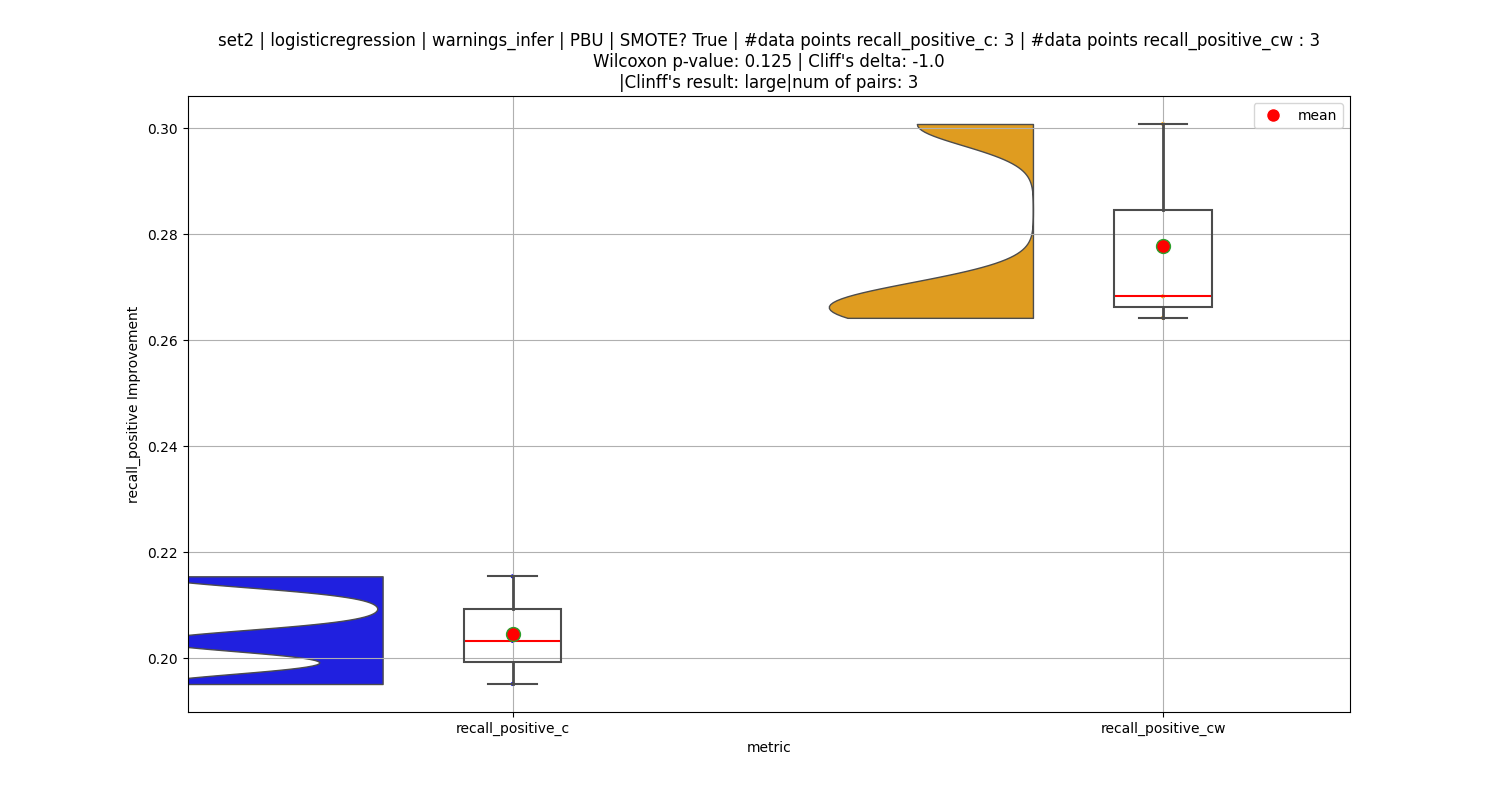 set2 | logisticregression | warnings_infer | PBU | SMOTE? True | #data points recall_positive_c: 3 | #data points recall_positive_cw : 3
Wilcoxon p-value: 0.125 | Cliff's delta: -1.0
|Clinff's result: large|num of pairs: 3
mean
0.30
0.28
0.26
0.24
0.22
0.20
recall_positive Improvement
recall_positive_c
recall_positive_cw
metric